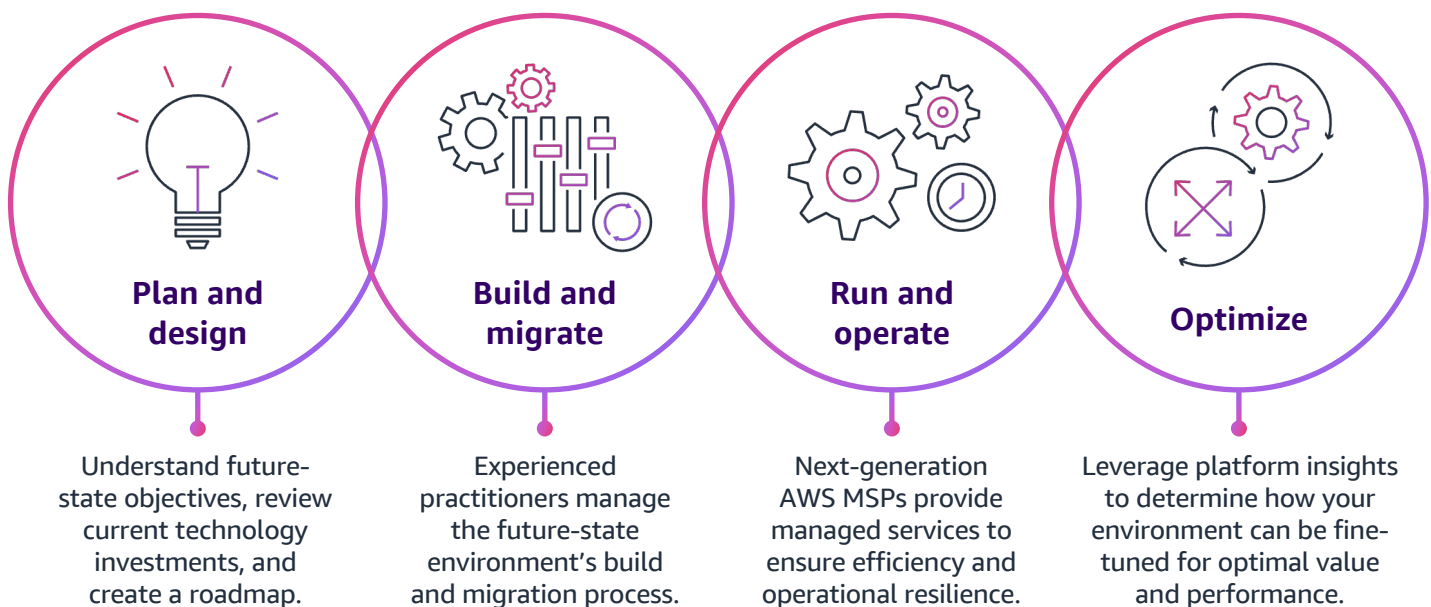 Plan and
design
Understand future-
state objectives, review
current technology
investments, and
create a roadmap.
Build and
migrate
Experienced
practitioners manage
the future-state
environment’s build
and migration process.
Run and
operate
Next-generation
AWS MSPs provide
managed services to
ensure efficiency and
operational resilience.
Optimize
Leverage platform insights
to determine how your
environment can be fine-
tuned for optimal value
and performance.